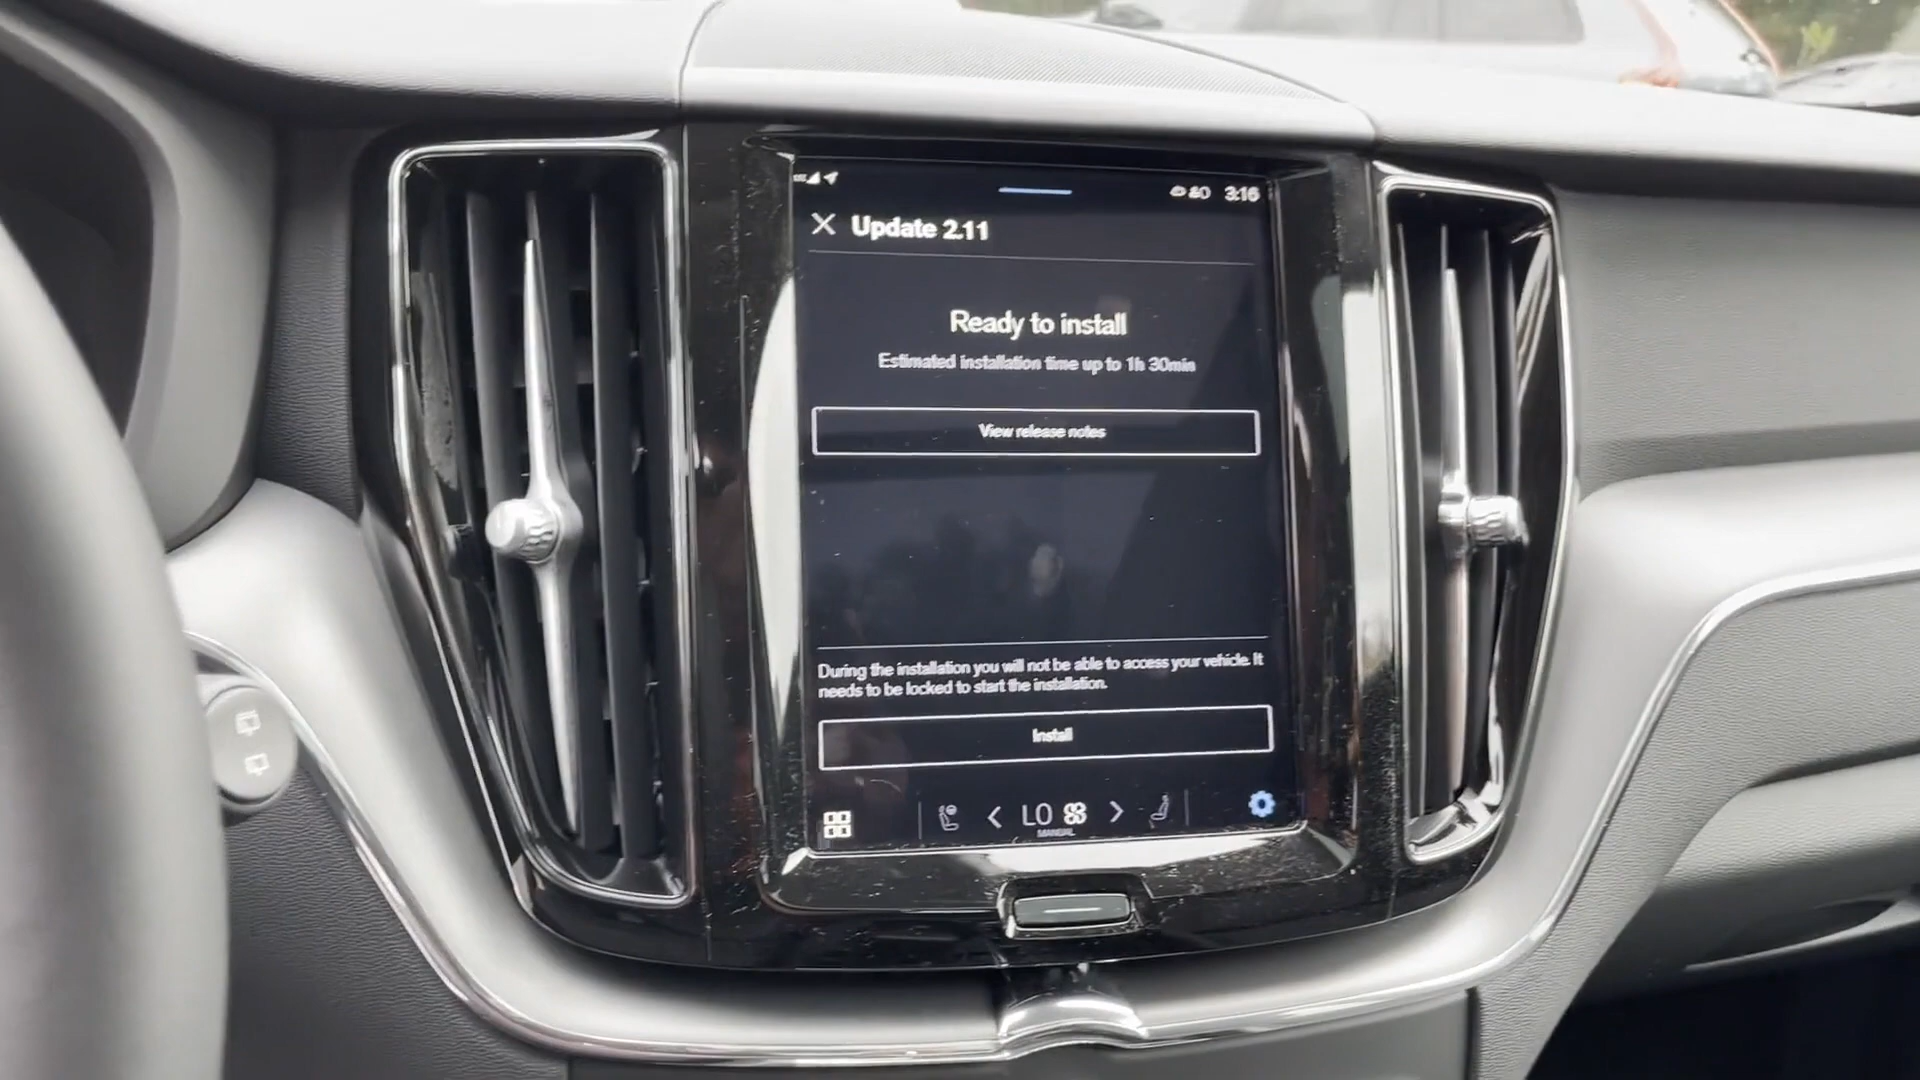 3:16
Update 2.11
Ready to install
Estimated installation time up to 1h 30min
View release notes
During the installation you will not be able to access your vehicle. It
needs to be locked to start the installation.
Install
LO
MANUAL